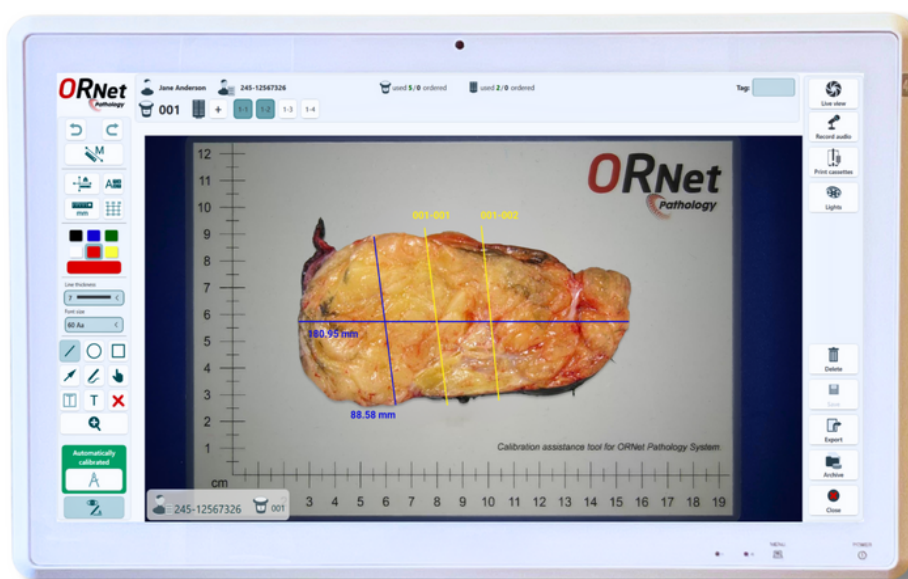 ORNet
Pathology
Jane Anderson
245-12567326
used 5/0 ordered
used 2/0 ordered
Tag:
001
+
1-1
1-2
1-3
1-4
M
A
mm
Line thickness
7
Font size
60 Aa
T
T
Automatically
calibrated
12
11
10
9
8
7
6
5
4
3
2
1
cm
ORNet
Pathology
001-001
001-002
180.95 mm
88.58 mm
Calibration assistance tool for ORNet Pathology System.
3 4 5 6 7 8 9 10 11 12 13 14 15 16 17 18 19
245-12567326
001
Live view
Record audio
Print cassettes
Lights
Delete
Save
Export
Archive
Close
MENU
POWER